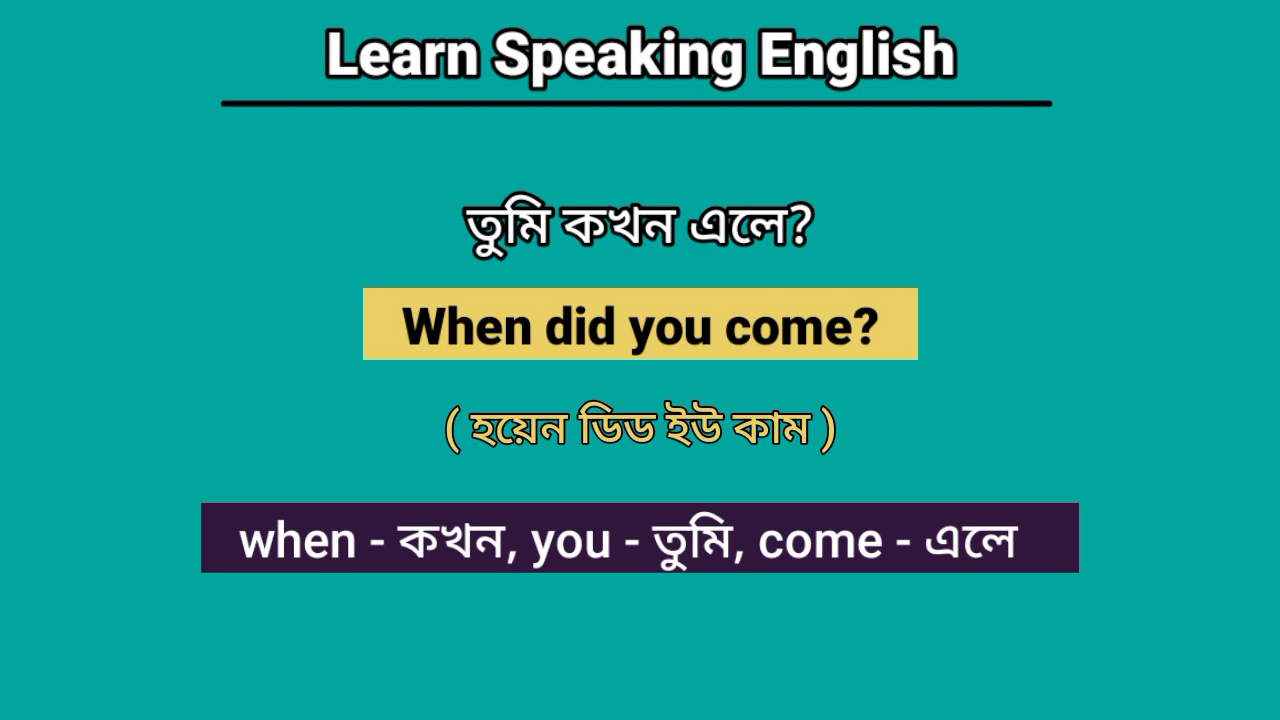 Learn Speaking English
তুমি কখন এলে?
When did you come?
( হয়েন ডিড ইউ কাম )
when - কখন, you - তুমি, come - এলে